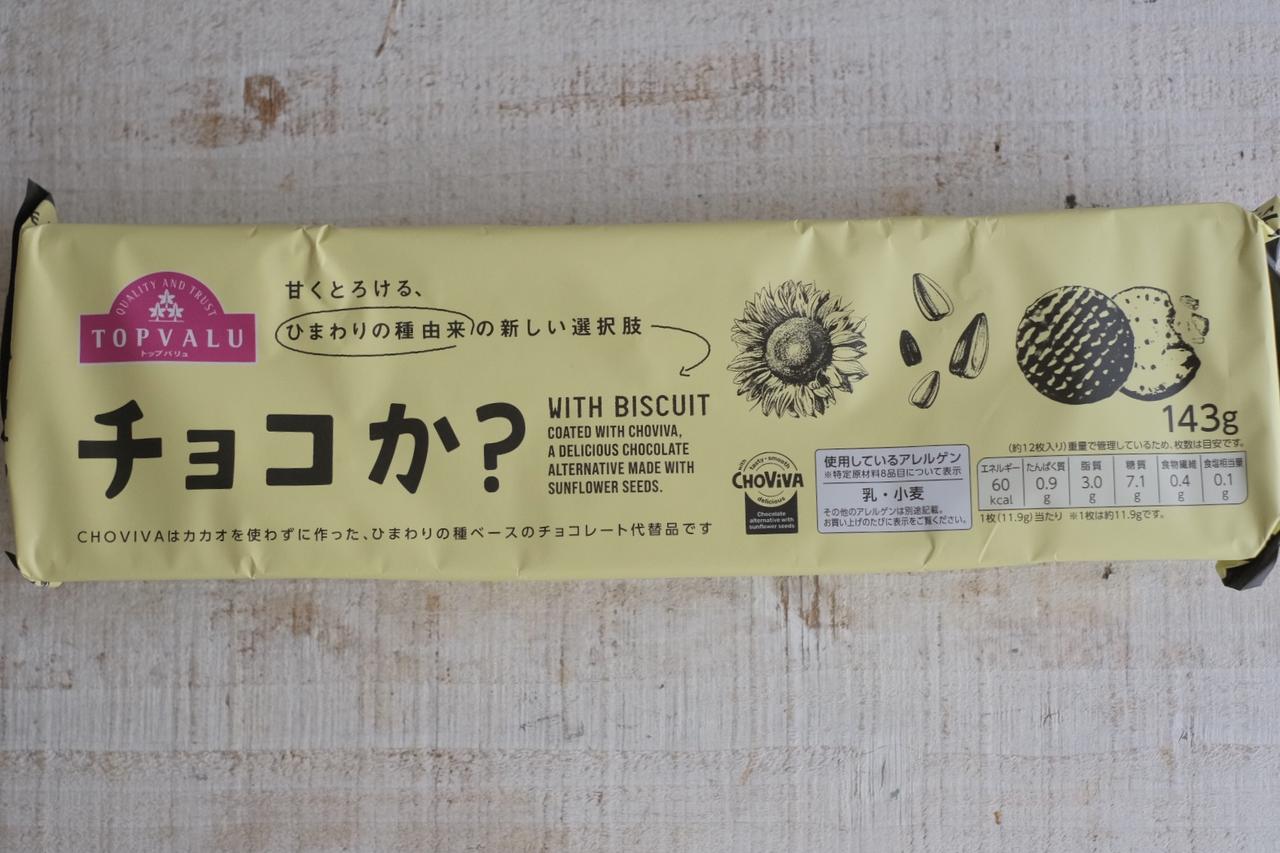 QUALITY AND TRUST
TOPVALU
トップバリュ
甘くとろける、
ひまわりの種由来の新しい選択肢
チョコか?
WITH BISCUIT
COATED WITH CHOVIVA,
A DELICIOUS CHOCOLATE
ALTERNATIVE MADE WITH
SUNFLOWER SEEDS.
CHOVIVAはカカオを使わずに作った、ひまわりの種ベースのチョコレート代替品です
with
tasty・smooth
CHOViVA
delicious
Chocolate
alternative with
sunflower seeds
使用しているアレルゲン
※特定原材料8品目について表示
乳・小麦
その他のアレルゲンは別途記載。
お買い上げのたびに表示をご覧ください。
143g
(約12枚入り)重量で管理しているため、枚数は目安です。
エネルギー たんぱく質 脂質 糖質 食物繊維 食塩相当量
60 0.9 3.0 7.1 0.4 0.1
kcal g g g g g
1枚(11.9g)当たり ※1枚は約11.9gです。